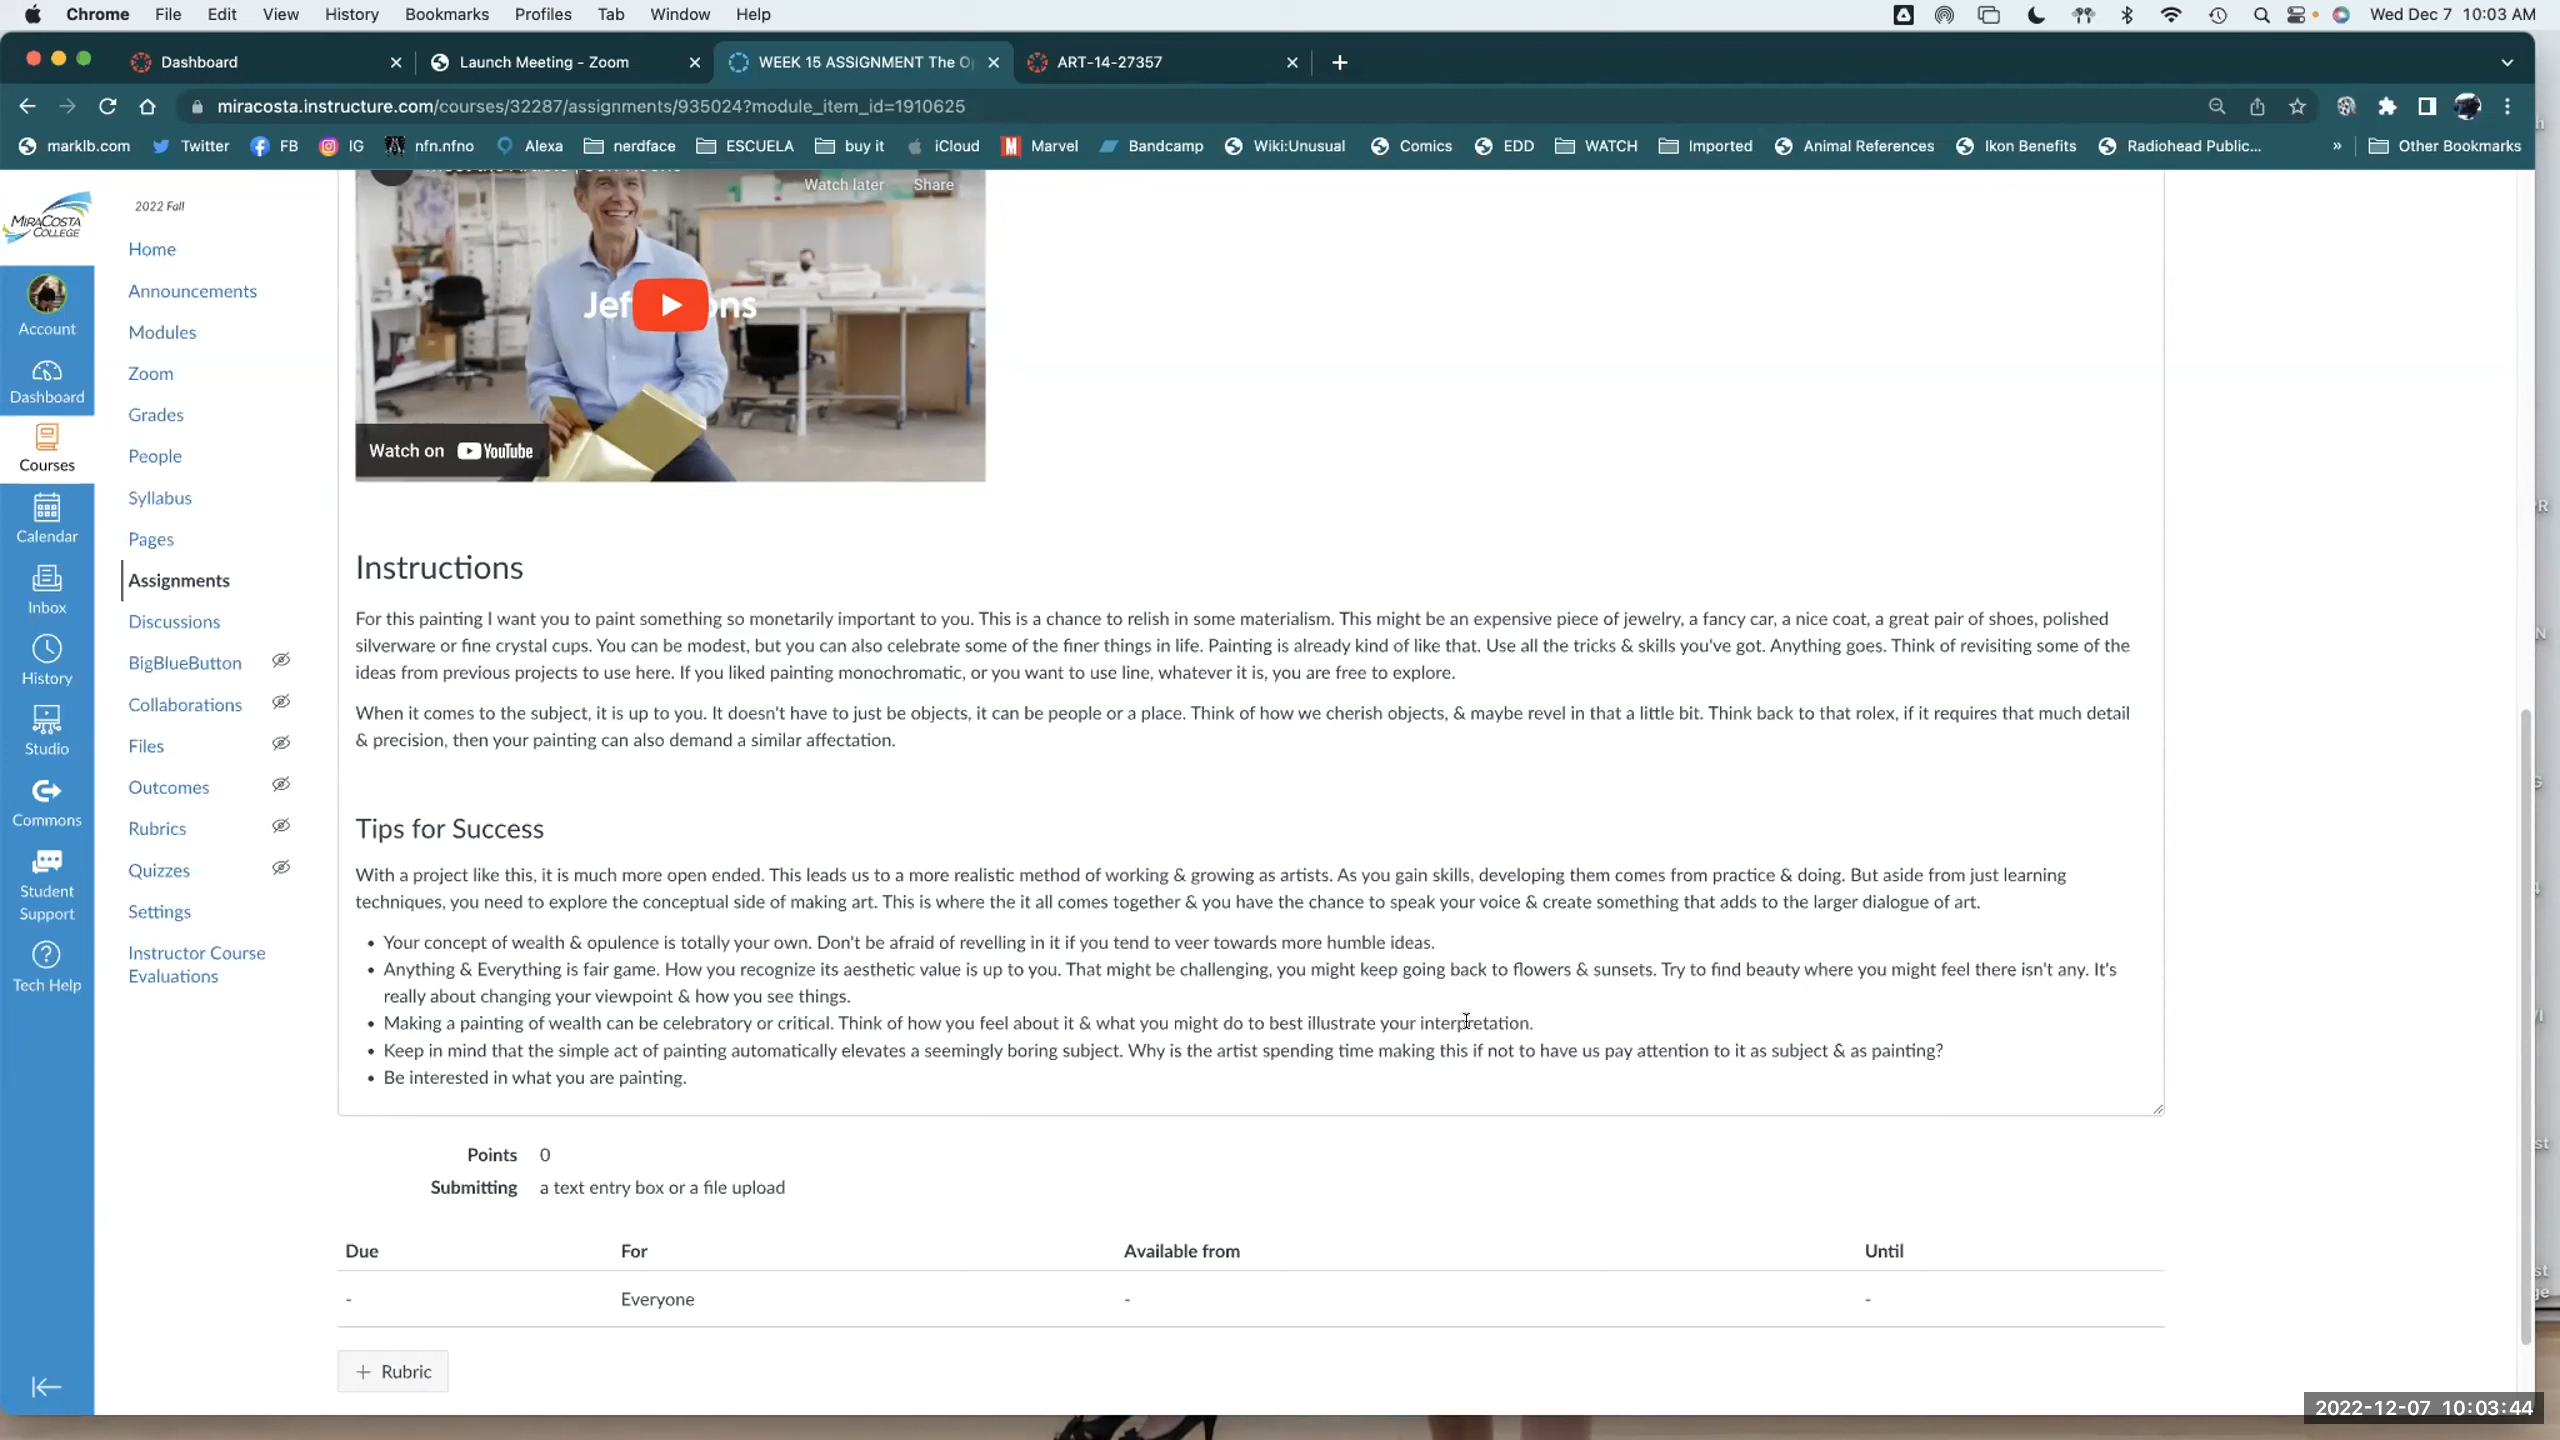 Chrome File Edit View History Bookmarks Profiles Tab Window Help Wed Dec 7 10:03 AM
Dashboard Launch Meeting - Zoom WEEK 15 ASSIGNMENT The Op ART-14-27357
miracosta.instructure.com/courses/32287/assignments/935024?module_item_id=1910625
marklb.com Twitter FB IG nfn.nfno Alexa nerdface ESCUELA buy it iCloud Marvel Bandcamp Wiki:Unusual Comics EDD WATCH Imported Animal References Ikon Benefits Radiohead Public... » Other Bookmarks
MIRACOSTA
COLLEGE
Account
Dashboard
Courses
Calendar
Inbox
History
Studio
Commons
Student
Support
Tech Help
2022 Fall
Home
Announcements
Modules
Zoom
Grades
People
Syllabus
Pages
Assignments
Discussions
BigBlueButton
Collaborations
Files
Outcomes
Rubrics
Quizzes
Settings
Instructor Course
Evaluations
Watch later Share
Watch on YouTube
Instructions
For this painting I want you to paint something so monetarily important to you. This is a chance to relish in some materialism. This might be an expensive piece of jewelry, a fancy car, a nice coat, a great pair of shoes, polished
silverware or fine crystal cups. You can be modest, but you can also celebrate some of the finer things in life. Painting is already kind of like that. Use all the tricks & skills you've got. Anything goes. Think of revisiting some of the
ideas from previous projects to use here. If you liked painting monochromatic, or you want to use line, whatever it is, you are free to explore.
When it comes to the subject, it is up to you. It doesn't have to just be objects, it can be people or a place. Think of how we cherish objects, & maybe revel in that a little bit. Think back to that rolex, if it requires that much detail
& precision, then your painting can also demand a similar affectation.
Tips for Success
With a project like this, it is much more open ended. This leads us to a more realistic method of working & growing as artists. As you gain skills, developing them comes from practice & doing. But aside from just learning
techniques, you need to explore the conceptual side of making art. This is where the it all comes together & you have the chance to speak your voice & create something that adds to the larger dialogue of art.
• Your concept of wealth & opulence is totally your own. Don't be afraid of revelling in it if you tend to veer towards more humble ideas.
• Anything & Everything is fair game. How you recognize its aesthetic value is up to you. That might be challenging, you might keep going back to flowers & sunsets. Try to find beauty where you might feel there isn't any. It's
really about changing your viewpoint & how you see things.
• Making a painting of wealth can be celebratory or critical. Think of how you feel about it & what you might do to best illustrate your interpretation.
• Keep in mind that the simple act of painting automatically elevates a seemingly boring subject. Why is the artist spending time making this if not to have us pay attention to it as subject & as painting?
• Be interested in what you are painting.
Points 0
Submitting a text entry box or a file upload
Due For Available from Until
- Everyone - -
+ Rubric
2022-12-07 10:03:44